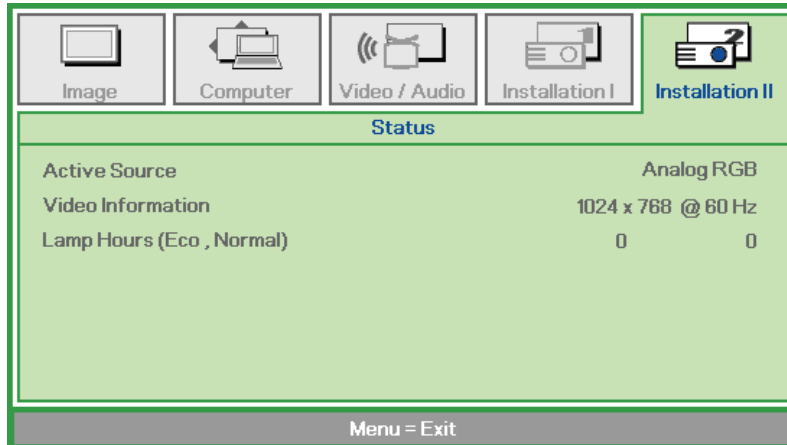 Image Computer Video / Audio Installation I Installation II
Status
Active Source Analog RGB
Video Information 1024 x 768 @ 60 Hz
Lamp Hours (Eco , Normal) 0 0
Menu = Exit